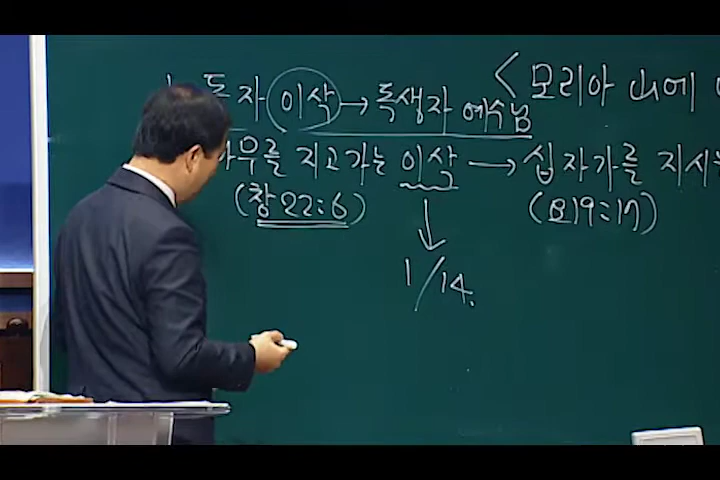 독자 이삭 → 독생자 예수님 < 모리아 山에
나무를 지고가는 이삭 → 십자가를 지시는
(창 22:6) (요19:17)
↓
1/14.